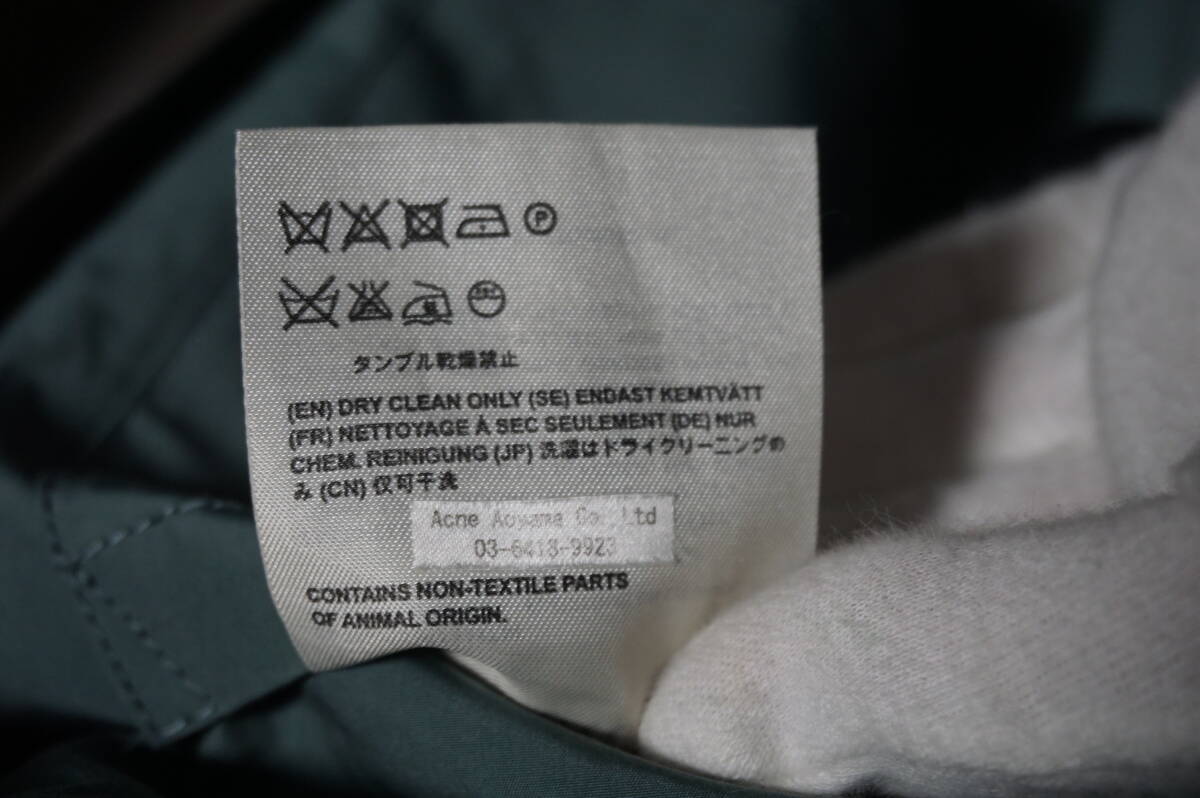 P
タンブル乾燥禁止
(EN) DRY CLEAN ONLY (SE) ENDAST KEMTVÄTT
(FR) NETTOYAGE À SEC SEULEMENT (DE) NUR
CHEM. REINIGUNG (JP) 洗濯はドライクリーニングの
み (CN) 仅可干洗
Acne Aoyama Co., Ltd
03-6418-9923
CONTAINS NON-TEXTILE PARTS
OF ANIMAL ORIGIN.